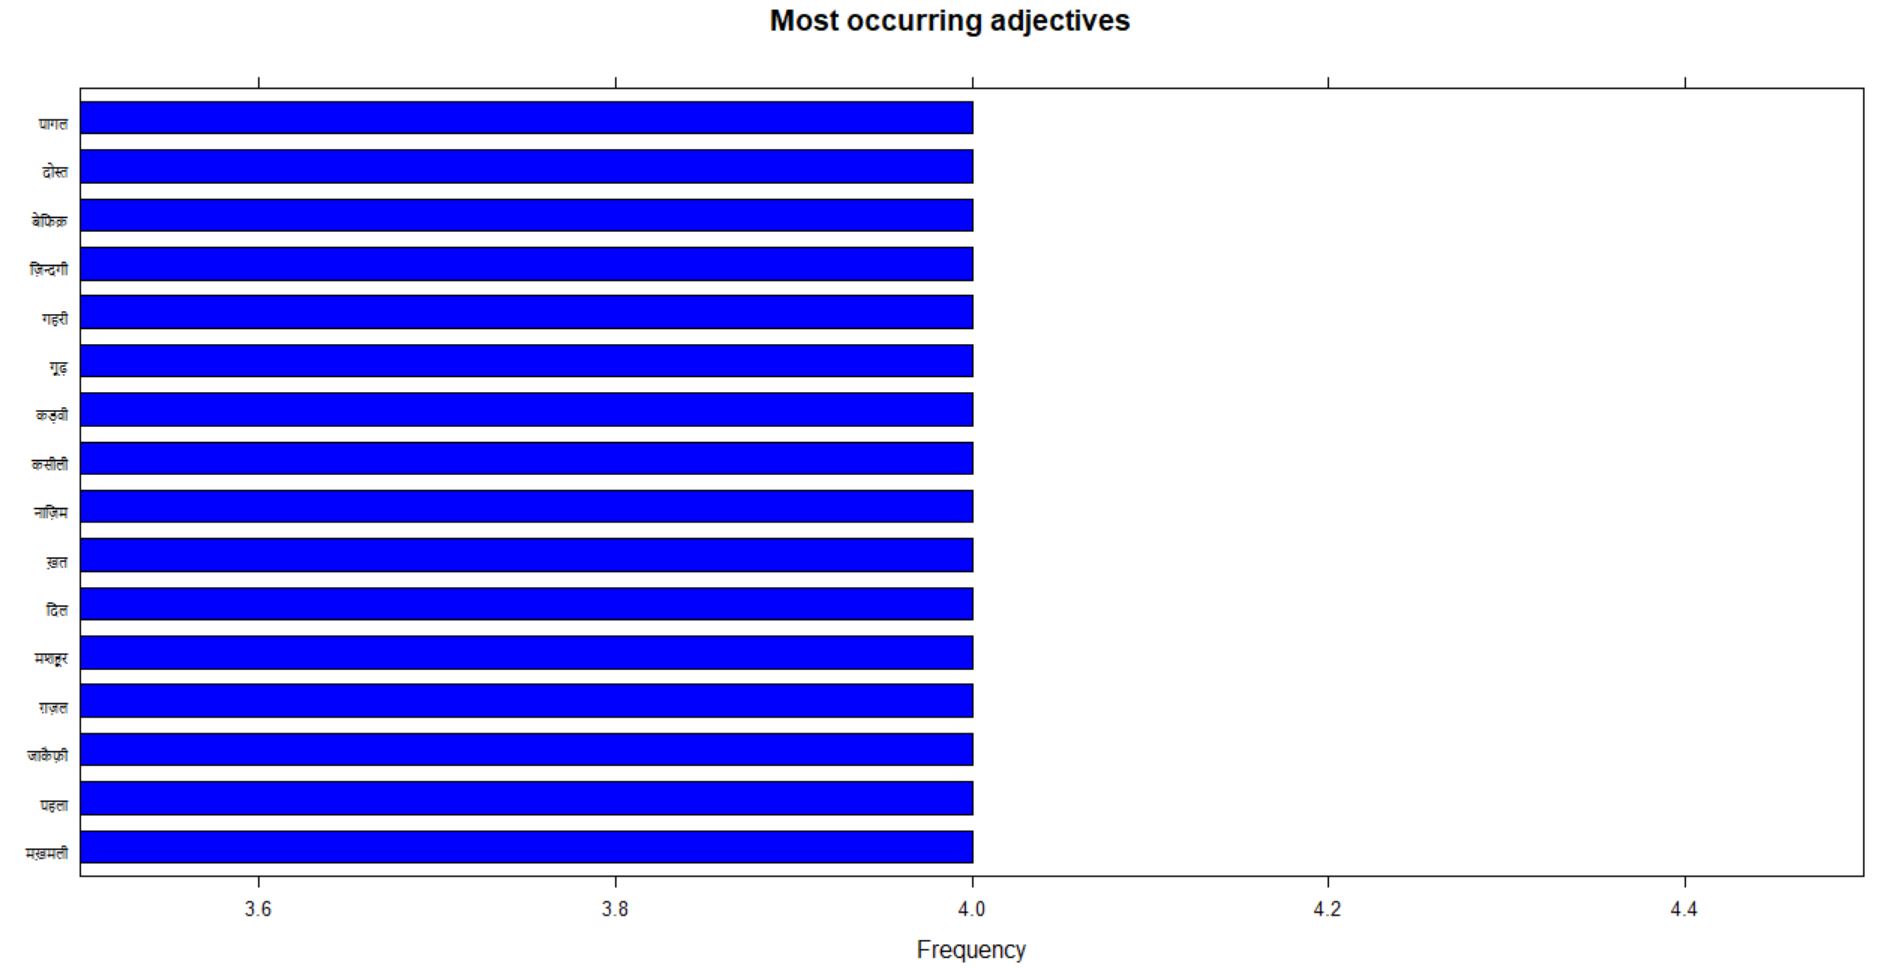 Most occurring adjectives
पागल
दोस्त
बेफिक्र
ज़िन्दगी
गहरी
गूढ़
कड़वी
कसीली
नाज़िम
ख़त
दिल
मशहूर
ग़ज़ल
जाकैफ़ी
पहला
मख़मली
3.6 3.8 4.0 4.2 4.4
Frequency